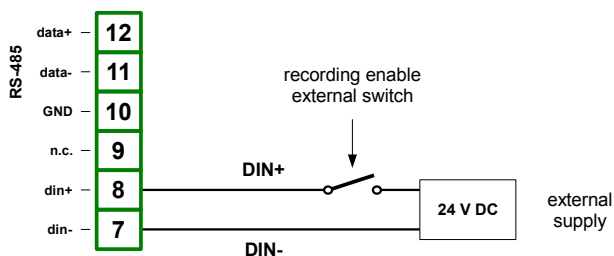 RS-485
data+ 12
data- 11
GND 10
n.c. 9
din+ 8
din- 7
recording enable
external switch
DIN+
DIN-
24 V DC
external
supply